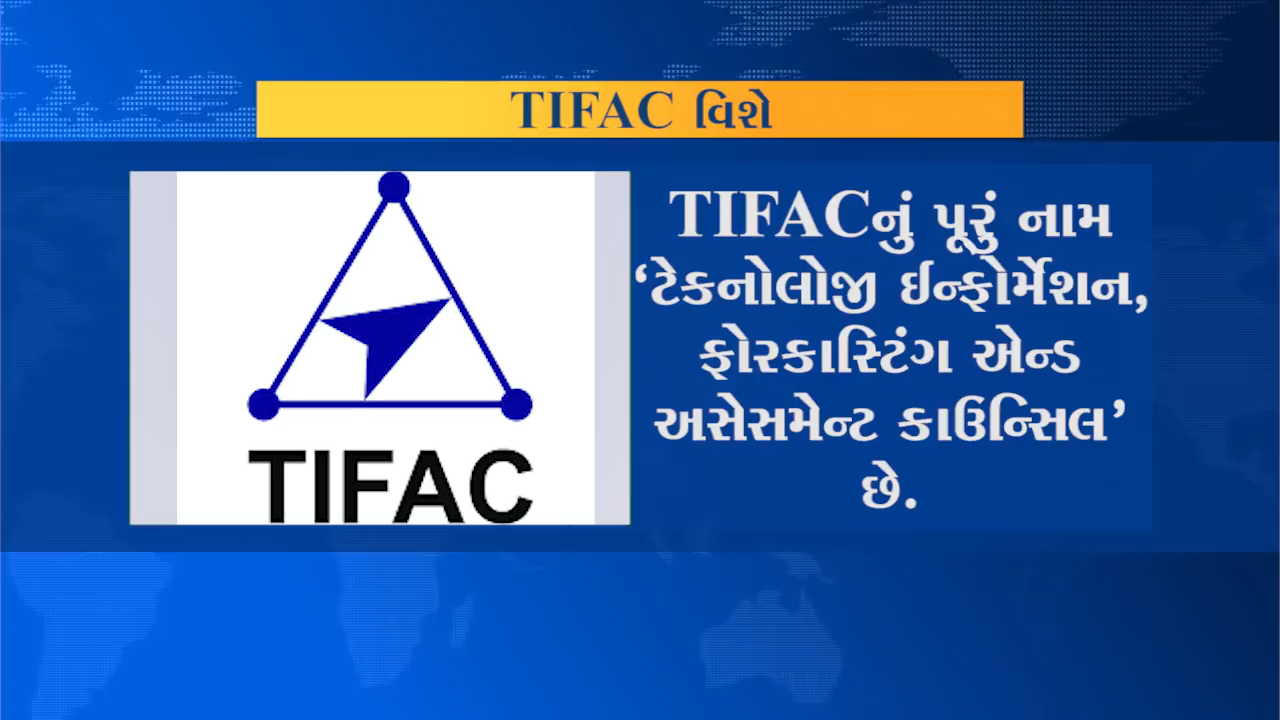 TIFAC વિશે
TIFACનું પૂરું નામ
‘ટેકનોલોજી ઈન્ફોર્મેશન,
ફોરકાસ્ટિંગ એન્ડ
અસેસમેન્ટ કાઉન્સિલ’
છે.
TIFAC